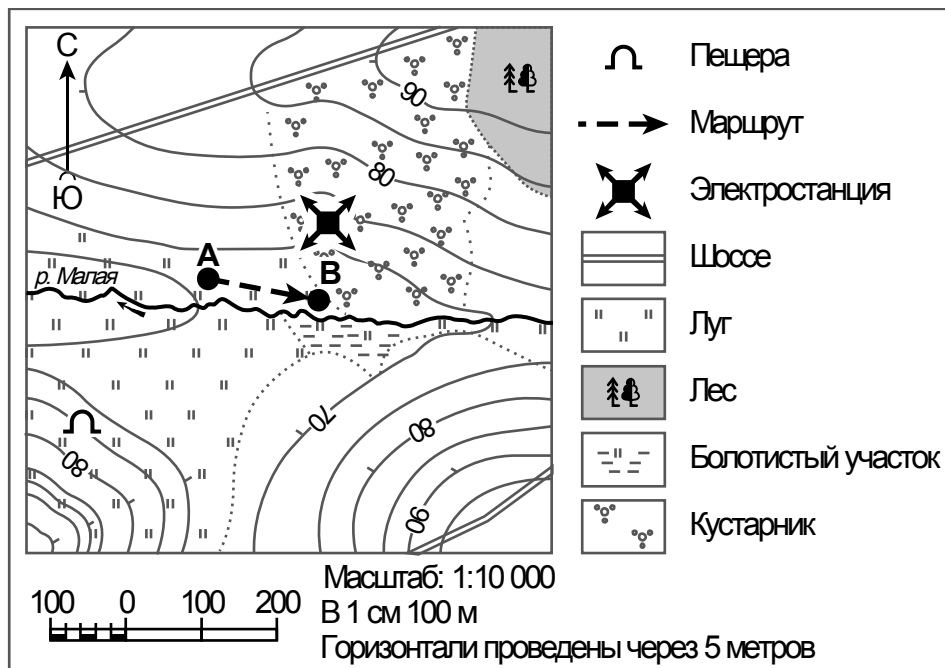 С
Ю
90
80
А
В
р. Малая
70
80
80
90
Пещера
Маршрут
Электростанция
Шоссе
Луг
Лес
Болотистый участок
Кустарник
100 0 100 200
Масштаб: 1:10 000
В 1 см 100 м
Горизонтали проведены через 5 метров